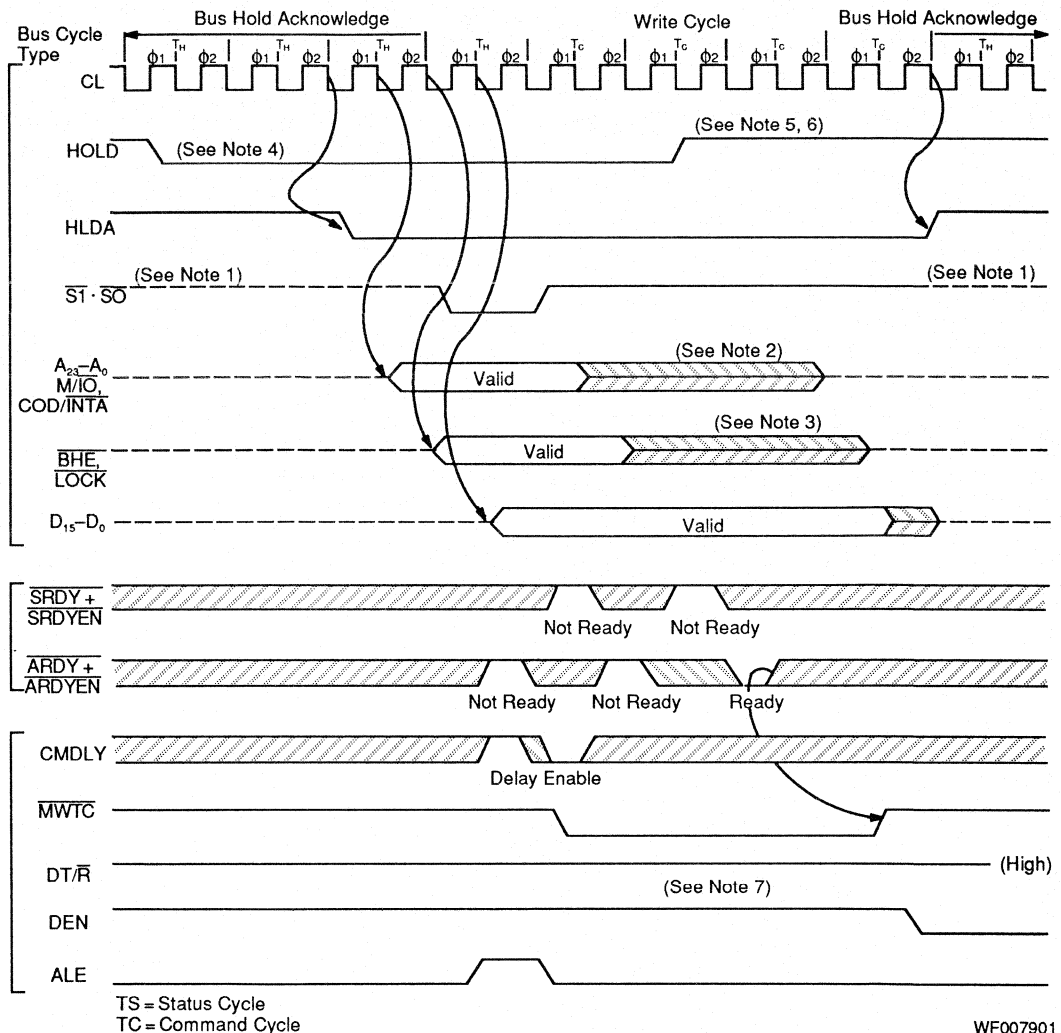 Bus Hold Acknowledge
Write Cycle
Bus Hold Acknowledge
Bus Cycle
Type
ϕ1 TH ϕ2 ϕ1 TH ϕ2 ϕ1 TH ϕ2 ϕ1 TH ϕ2 ϕ1 TC ϕ2 ϕ1 TC ϕ2 ϕ1 TC ϕ2 ϕ1 TC ϕ2 ϕ1 TH ϕ2
CL
HOLD
(See Note 4)
(See Note 5, 6)
HLDA
(See Note 1)
(See Note 1)
S1 · SO
A23–A0
M/IO,
COD/INTA
Valid
(See Note 2)
BHE,
LOCK
Valid
(See Note 3)
D15–D0
Valid
SRDY +
SRDYEN
Not Ready
Not Ready
ARDY +
ARDYEN
Not Ready
Not Ready
Ready
CMDLY
Delay Enable
MWTC
DT/R
(High)
(See Note 7)
DEN
ALE
TS = Status Cycle
TC = Command Cycle
WF007901